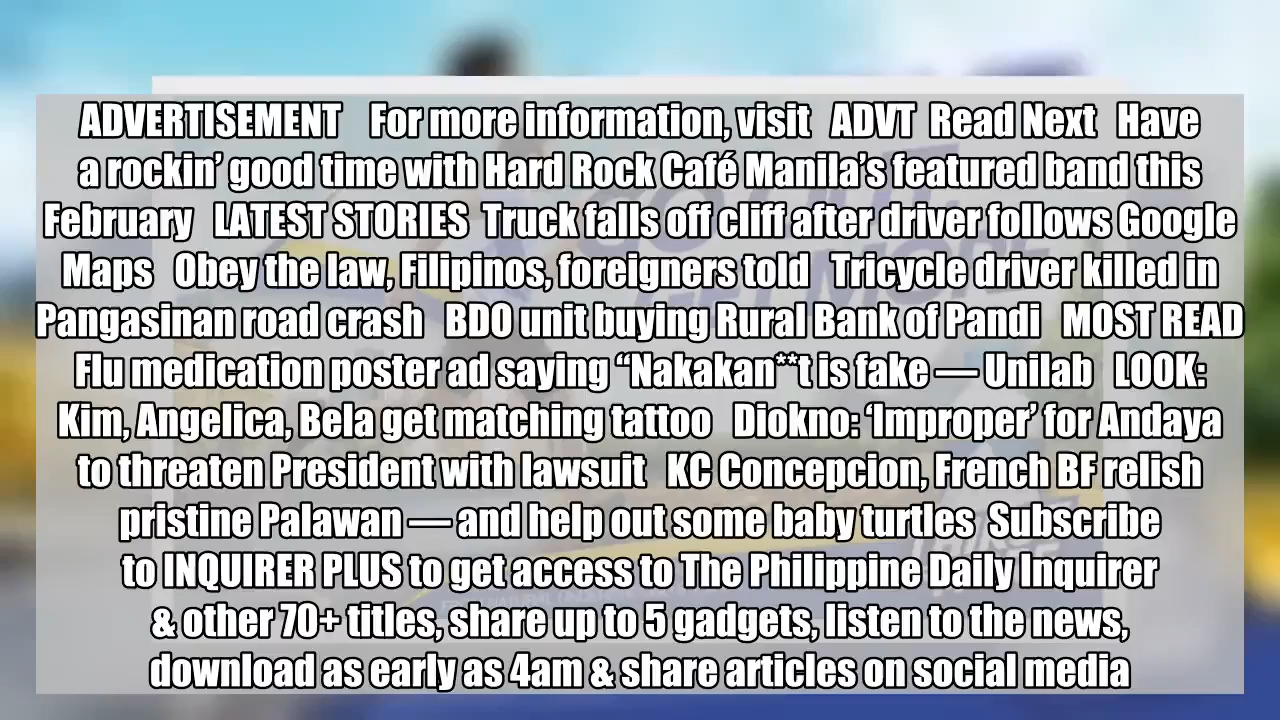 ADVERTISEMENT For more information, visit ADVT Read Next Have
a rockin’ good time with Hard Rock Café Manila’s featured band this
February LATEST STORIES Truck falls off cliff after driver follows Google
Maps Obey the law, Filipinos, foreigners told Tricycle driver killed in
Pangasinan road crash BDO unit buying Rural Bank of Pandi MOST READ
Flu medication poster ad saying “Nakakan**t is fake — Unilab LOOK:
Kim, Angelica, Bela get matching tattoo Diokno: ‘Improper’ for Andaya
to threaten President with lawsuit KC Concepcion, French BF relish
pristine Palawan — and help out some baby turtles Subscribe
to INQUIRER PLUS to get access to The Philippine Daily Inquirer
& other 70+ titles, share up to 5 gadgets, listen to the news,
download as early as 4am & share articles on social media